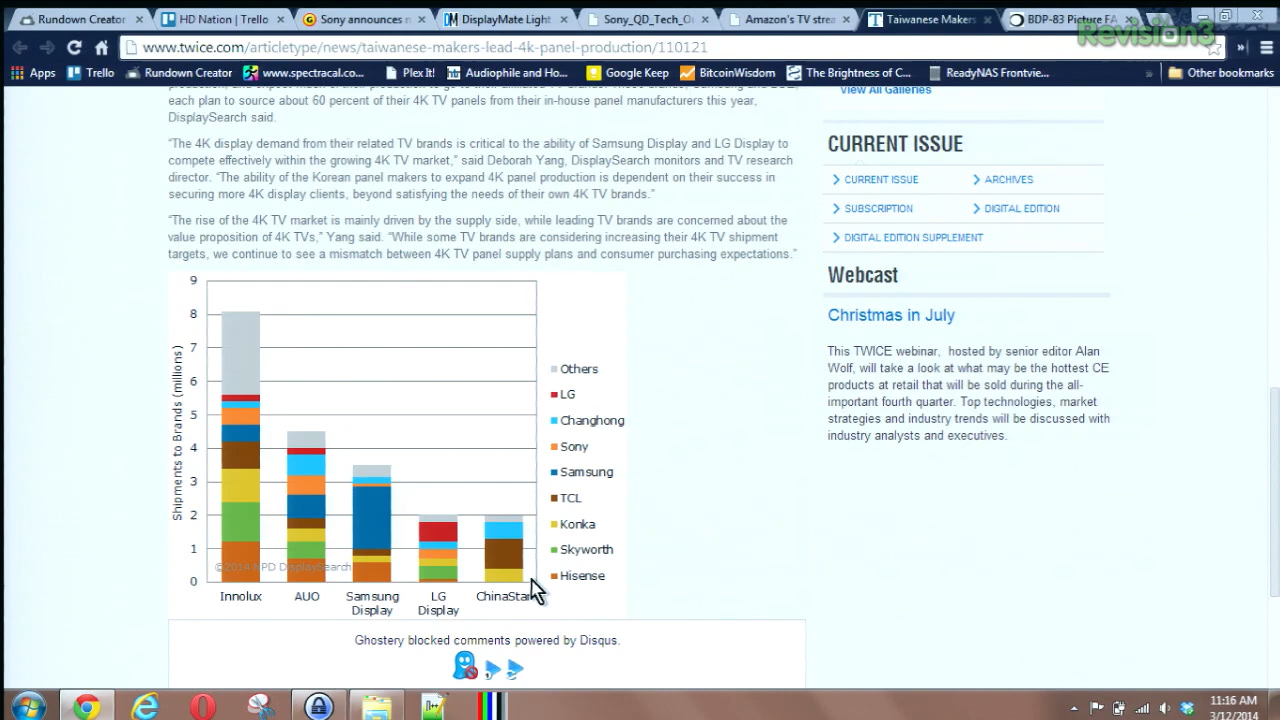 Rundown Creator
HD Nation | Trello
Sony announces n
DisplayMate Light
Sony_QD_Tech_O
Amazon's TV strea
Taiwanese Makers
BDP-83 Picture FA
Revision3
www.twice.com/articletype/news/taiwanese-makers-lead-4k-panel-production/110121
Apps
Trello
Rundown Creator
www.spectracal.co...
Plex It!
Audiophile and Ho...
Google Keep
BitcoinWisdom
The Brightness of C...
ReadyNAS Frontvie...
Other bookmarks
each plan to source about 60 percent of their 4K TV panels from their in-house panel manufacturers this year,
DisplaySearch said.
“The 4K display demand from their related TV brands is critical to the ability of Samsung Display and LG Display to
compete effectively within the growing 4K TV market,” said Deborah Yang, DisplaySearch monitors and TV research
director. “The ability of the Korean panel makers to expand 4K panel production is dependent on their success in
securing more 4K display clients, beyond satisfying the needs of their own 4K TV brands.”
“The rise of the 4K TV market is mainly driven by the supply side, while leading TV brands are concerned about the
value proposition of 4K TVs,” Yang said. “While some TV brands are considering increasing their 4K TV shipment
targets, we continue to see a mismatch between 4K TV panel supply plans and consumer purchasing expectations.”
Shipments to Brands (millions)
9
8
7
6
5
4
3
2
1
0
©2014 NPD DisplaySearch
Innolux
AUO
Samsung
Display
LG
Display
ChinaStar
Others
LG
Changhong
Sony
Samsung
TCL
Konka
Skyworth
Hisense
Ghostery blocked comments powered by Disqus.
View All Galleries
CURRENT ISSUE
CURRENT ISSUE
ARCHIVES
SUBSCRIPTION
DIGITAL EDITION
DIGITAL EDITION SUPPLEMENT
Webcast
Christmas in July
This TWICE webinar, hosted by senior editor Alan
Wolf, will take a look at what may be the hottest CE
products at retail that will be sold during the all-
important fourth quarter. Top technologies, market
strategies and industry trends will be discussed with
industry analysts and executives.
11:16 AM
3/12/2014